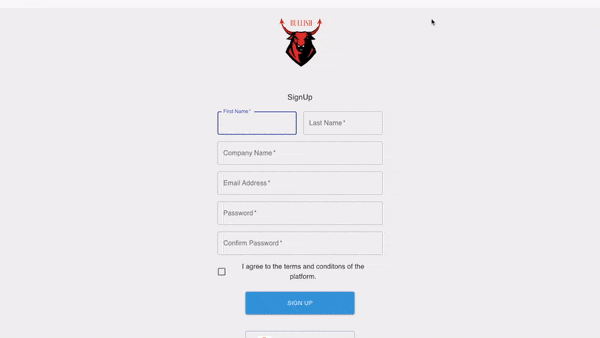 BULLISH
SignUp
First Name *
Last Name *
Company Name *
Email Address *
Password *
Confirm Password *
I agree to the terms and conditons of the
platform.
SIGN UP